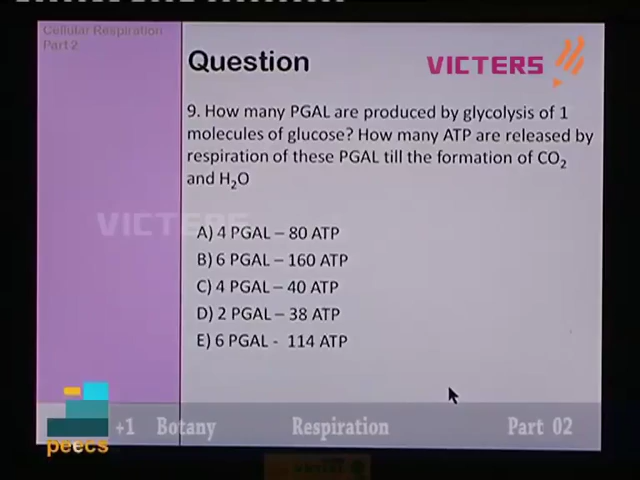 Cellular Respiration
Part 2
Question
VICTERS
9. How many PGAL are produced by glycolysis of 1
molecules of glucose? How many ATP are released by
respiration of these PGAL till the formation of CO₂
and H₂O
VICTERS
A) 4 PGAL – 80 ATP
B) 6 PGAL – 160 ATP
C) 4 PGAL – 40 ATP
D) 2 PGAL – 38 ATP
E) 6 PGAL - 114 ATP
+1 Botany Respiration Part 02
peecs